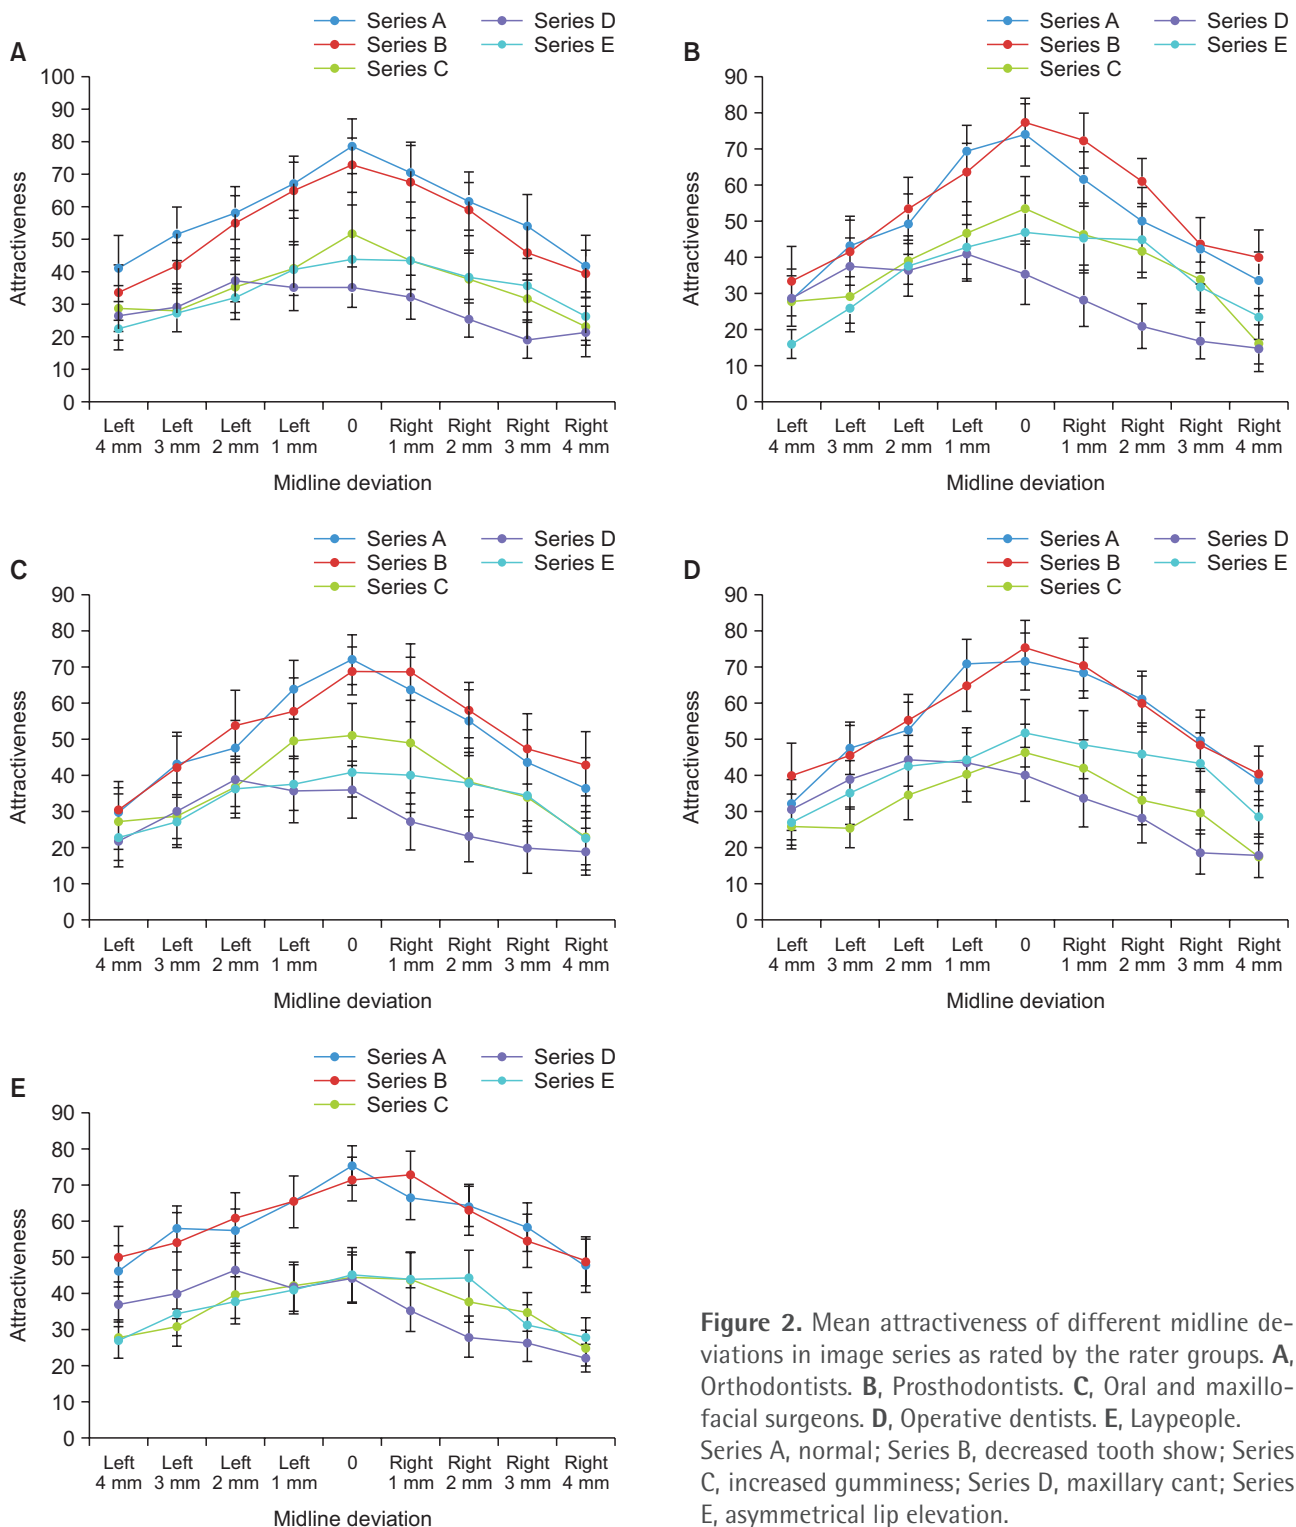 A
Series A
Series B
Series C
Series D
Series E
Attractiveness
100
90
80
70
60
50
40
30
20
10
0
Left 4 mm
Left 3 mm
Left 2 mm
Left 1 mm
0
Right 1 mm
Right 2 mm
Right 3 mm
Right 4 mm
Midline deviation
B
Series A
Series B
Series C
Series D
Series E
Attractiveness
90
80
70
60
50
40
30
20
10
0
Left 4 mm
Left 3 mm
Left 2 mm
Left 1 mm
0
Right 1 mm
Right 2 mm
Right 3 mm
Right 4 mm
Midline deviation
C
Series A
Series B
Series C
Series D
Series E
Attractiveness
90
80
70
60
50
40
30
20
10
0
Left 4 mm
Left 3 mm
Left 2 mm
Left 1 mm
0
Right 1 mm
Right 2 mm
Right 3 mm
Right 4 mm
Midline deviation
D
Series A
Series B
Series C
Series D
Series E
Attractiveness
90
80
70
60
50
40
30
20
10
0
Left 4 mm
Left 3 mm
Left 2 mm
Left 1 mm
0
Right 1 mm
Right 2 mm
Right 3 mm
Right 4 mm
Midline deviation
E
Series A
Series B
Series C
Series D
Series E
Attractiveness
90
80
70
60
50
40
30
20
10
0
Left 4 mm
Left 3 mm
Left 2 mm
Left 1 mm
0
Right 1 mm
Right 2 mm
Right 3 mm
Right 4 mm
Midline deviation
Figure 2. Mean attractiveness of different midline de-
viations in image series as rated by the rater groups. A,
Orthodontists. B, Prosthodontists. C, Oral and maxillo-
facial surgeons. D, Operative dentists. E, Laypeople.
Series A, normal; Series B, decreased tooth show; Series
C, increased gumminess; Series D, maxillary cant; Series
E, asymmetrical lip elevation.